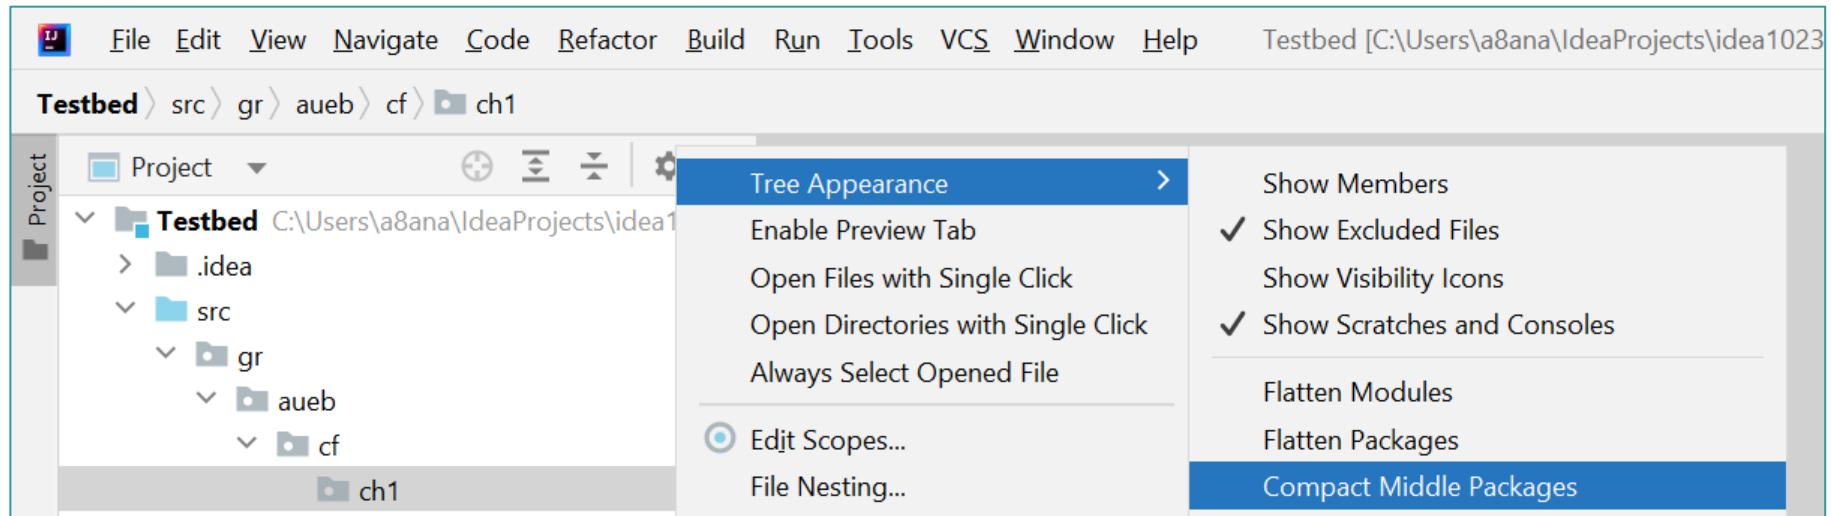 IJ File Edit View Navigate Code Refactor Build Run Tools VCS Window Help Testbed [C:\Users\a8ana\IdeaProjects\idea1023
Testbed src gr aueb cf ch1
Project
Project
Testbed C:\Users\a8ana\IdeaProjects\idea1
.idea
src
gr
aueb
cf
ch1
Tree Appearance
Enable Preview Tab
Open Files with Single Click
Open Directories with Single Click
Always Select Opened File
Edit Scopes...
File Nesting...
Show Members
Show Excluded Files
Show Visibility Icons
Show Scratches and Consoles
Flatten Modules
Flatten Packages
Compact Middle Packages